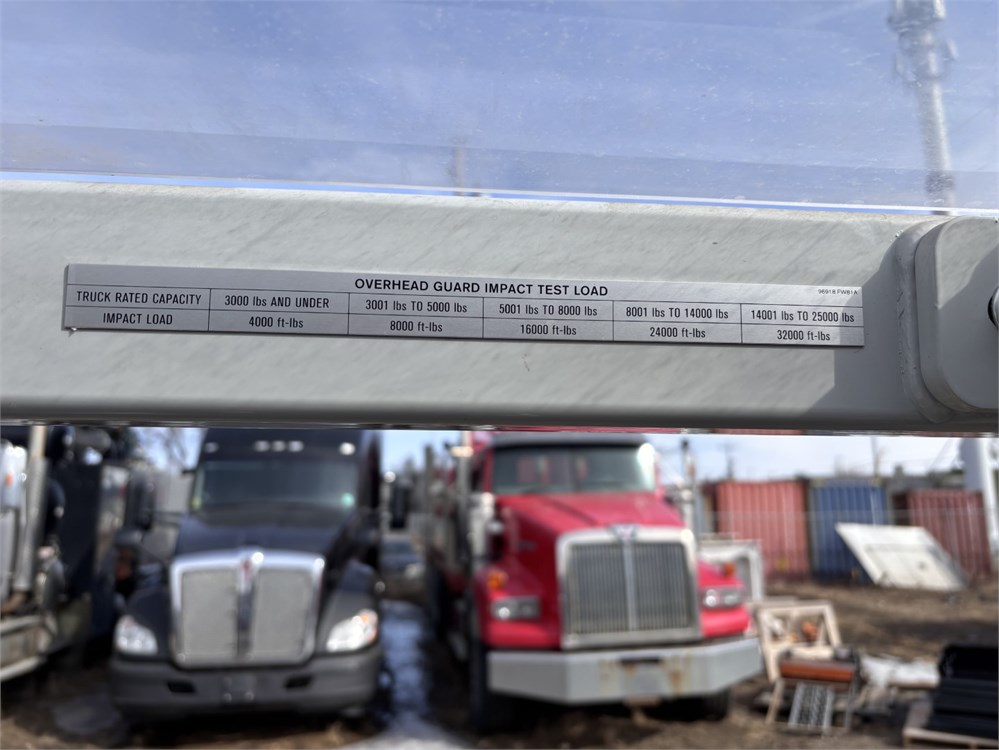 OVERHEAD GUARD IMPACT TEST LOAD
96918 FW81A
TRUCK RATED CAPACITY 3000 lbs AND UNDER 3001 lbs TO 5000 lbs 5001 lbs TO 8000 lbs 8001 lbs TO 14000 lbs 14001 lbs TO 25000 lbs
IMPACT LOAD 4000 ft-lbs 8000 ft-lbs 16000 ft-lbs 24000 ft-lbs 32000 ft-lbs